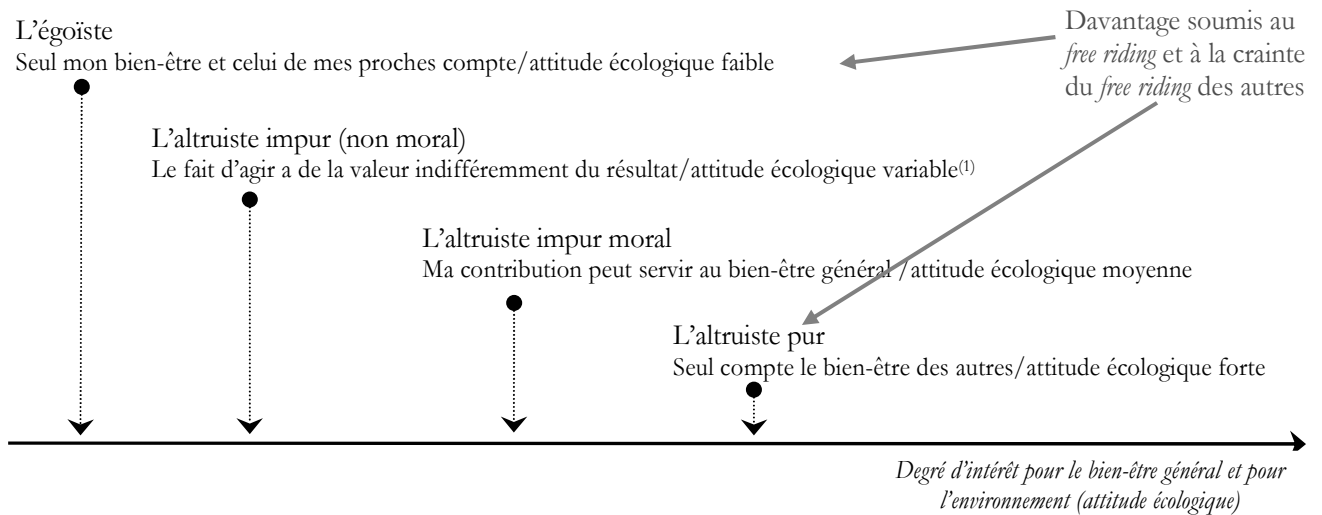 L’égoïste
Seul mon bien-être et celui de mes proches compte/attitude écologique faible
Davantage soumis au
free riding et à la crainte
du free riding des autres
L’altruiste impur (non moral)
Le fait d’agir a de la valeur indifféremment du résultat/attitude écologique variable(1)
L’altruiste impur moral
Ma contribution peut servir au bien-être général /attitude écologique moyenne
L’altruiste pur
Seul compte le bien-être des autres/attitude écologique forte
Degré d’intérêt pour le bien-être général et pour
l’environnement (attitude écologique)